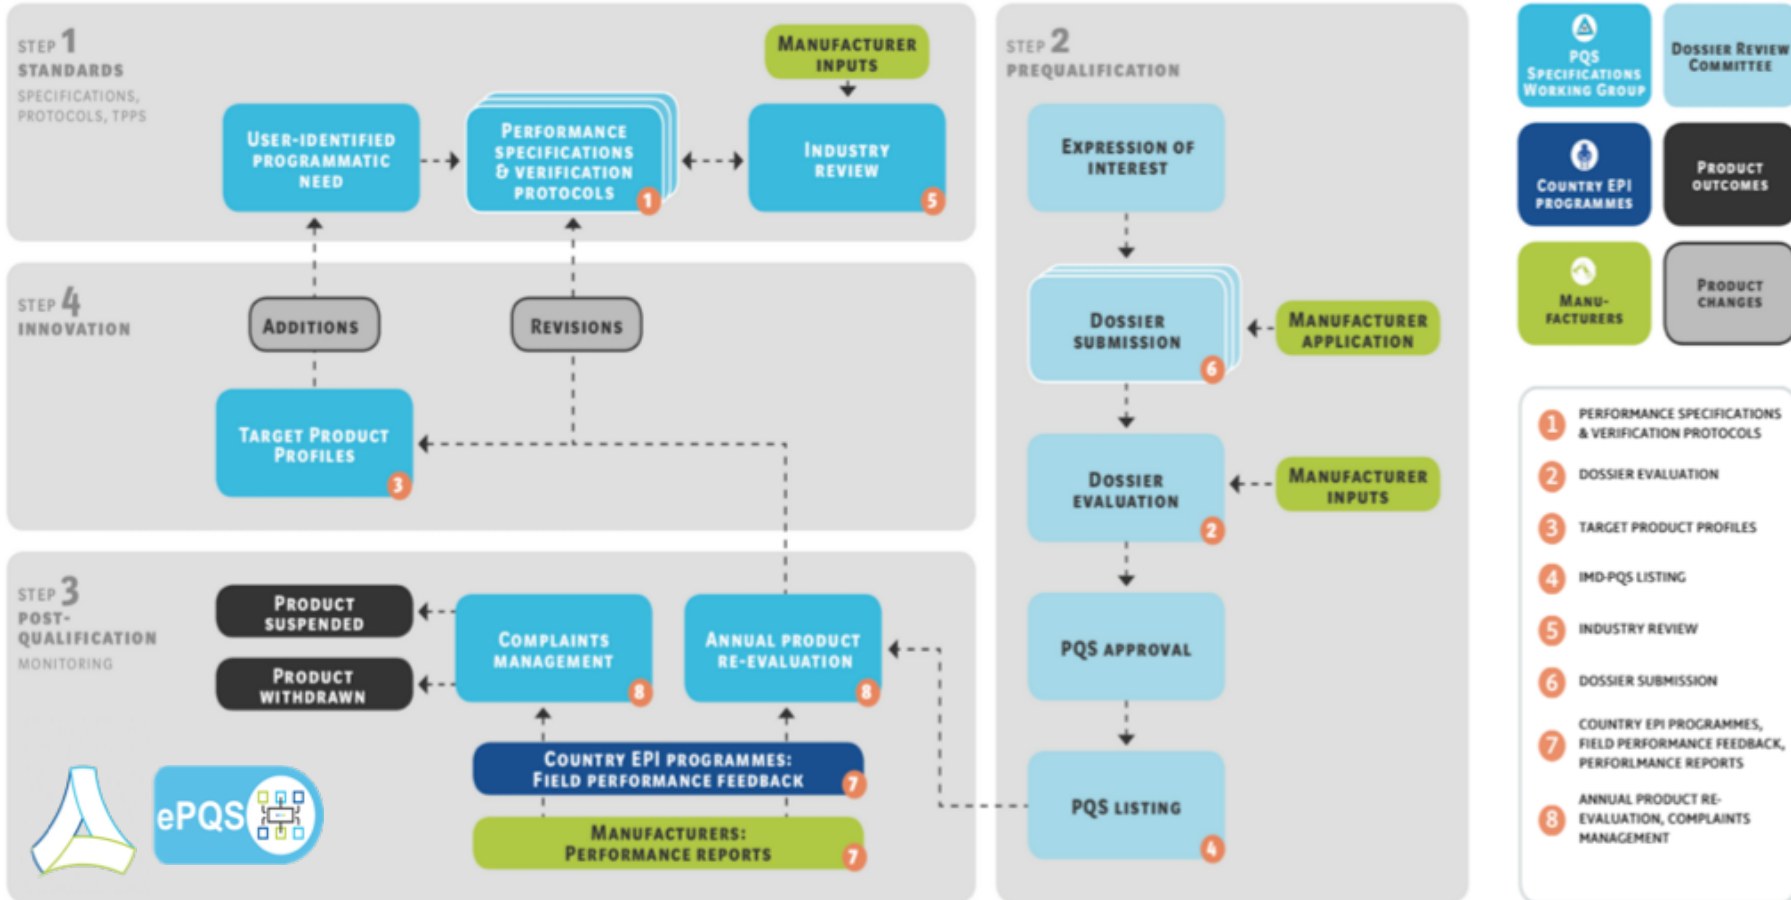 STEP 1
STANDARDS
SPECIFICATIONS,
PROTOCOLS, TPPS
USER-IDENTIFIED
PROGRAMMATIC
NEED
PERFORMANCE
SPECIFICATIONS
& VERIFICATION
PROTOCOLS
1
MANUFACTURER
INPUTS
INDUSTRY
REVIEW
5
STEP 4
INNOVATION
ADDITIONS
REVISIONS
TARGET PRODUCT
PROFILES
3
STEP 3
POST-
QUALIFICATION
MONITORING
PRODUCT
SUSPENDED
PRODUCT
WITHDRAWN
COMPLAINTS
MANAGEMENT
8
ANNUAL PRODUCT
RE-EVALUATION
8
COUNTRY EPI PROGRAMMES:
FIELD PERFORMANCE FEEDBACK
7
MANUFACTURERS:
PERFORMANCE REPORTS
7
ePQS
STEP 2
PREQUALIFICATION
EXPRESSION OF
INTEREST
DOSSIER
SUBMISSION
6
MANUFACTURER
APPLICATION
DOSSIER
EVALUATION
2
MANUFACTURER
INPUTS
PQS APPROVAL
PQS LISTING
4
PQS
SPECIFICATIONS
WORKING GROUP
DOSSIER REVIEW
COMMITTEE
COUNTRY EPI
PROGRAMMES
PRODUCT
OUTCOMES
MANU-
FACTURERS
PRODUCT
CHANGES
1 PERFORMANCE SPECIFICATIONS
& VERIFICATION PROTOCOLS
2 DOSSIER EVALUATION
3 TARGET PRODUCT PROFILES
4 IMD-PQS LISTING
5 INDUSTRY REVIEW
6 DOSSIER SUBMISSION
7 COUNTRY EPI PROGRAMMES,
FIELD PERFORMANCE FEEDBACK,
PERFORLMANCE REPORTS
8 ANNUAL PRODUCT RE-
EVALUATION, COMPLAINTS
MANAGEMENT